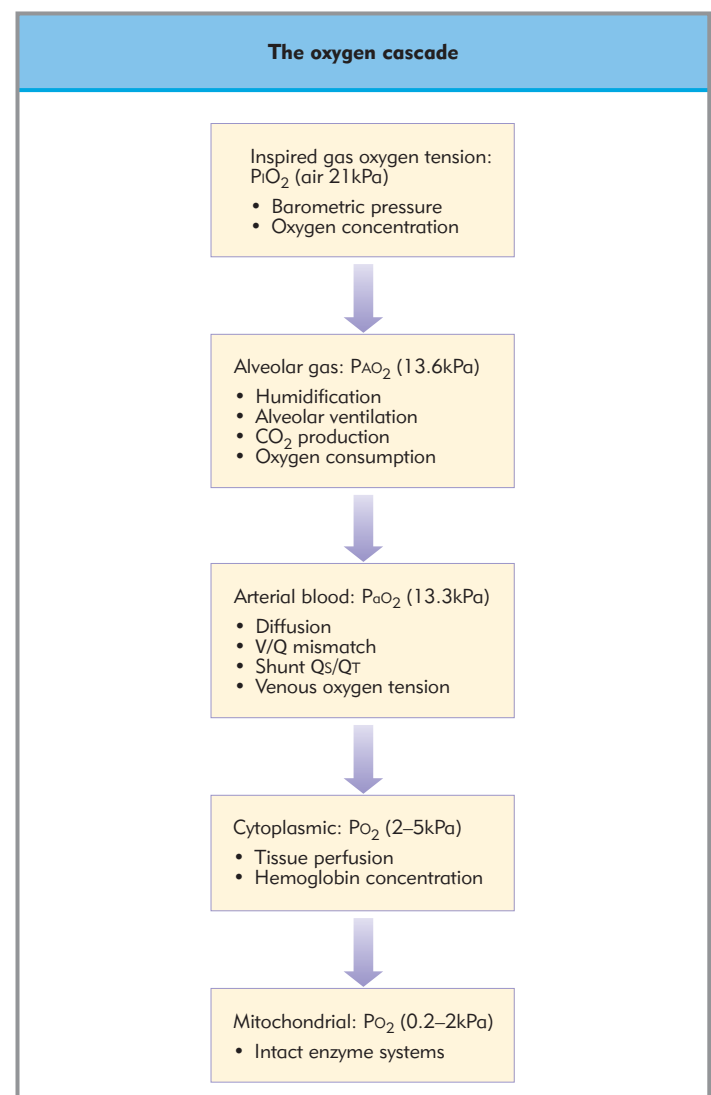 The oxygen cascade
Inspired gas oxygen tension:
PIO₂ (air 21kPa)
• Barometric pressure
• Oxygen concentration
Alveolar gas: PAO₂ (13.6kPa)
• Humidification
• Alveolar ventilation
• CO₂ production
• Oxygen consumption
Arterial blood: PaO₂ (13.3kPa)
• Diffusion
• V/Q mismatch
• Shunt QS/QT
• Venous oxygen tension
Cytoplasmic: PO₂ (2–5kPa)
• Tissue perfusion
• Hemoglobin concentration
Mitochondrial: PO₂ (0.2–2kPa)
• Intact enzyme systems